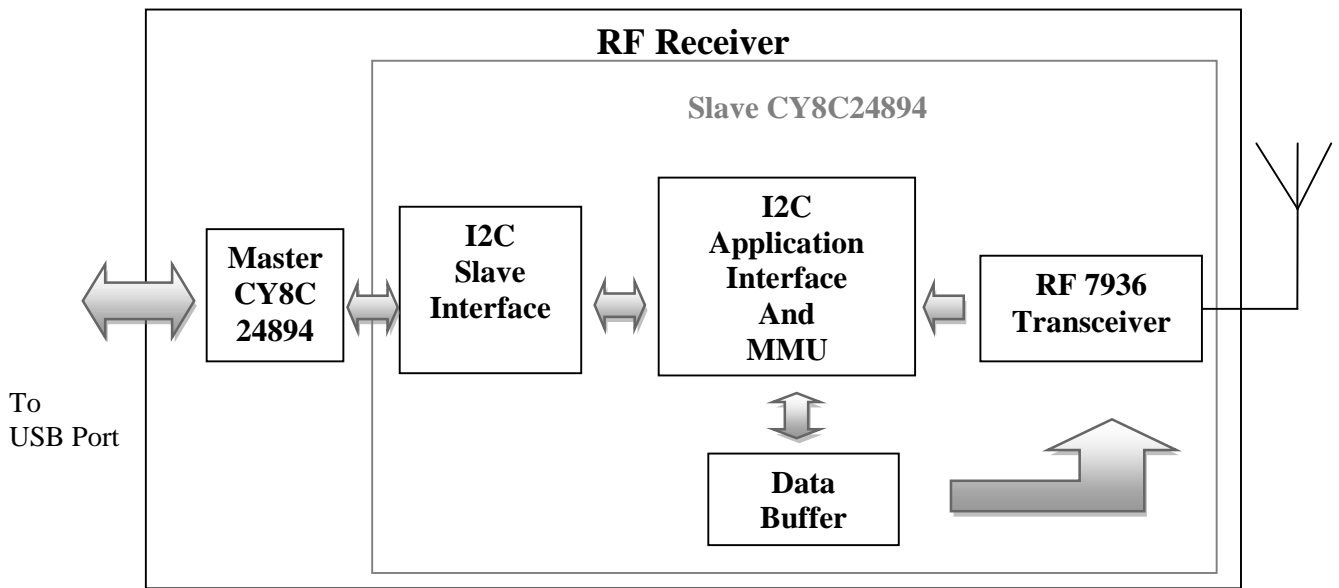 RF Receiver
Slave CY8C24894
Master
CY8C
24894
I2C
Slave
Interface
I2C
Application
Interface
And
MMU
RF 7936
Transceiver
To
USB Port
Data
Buffer